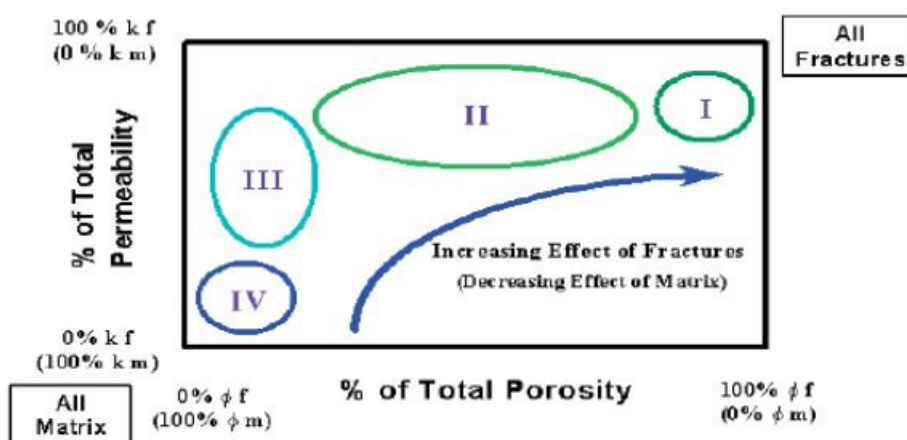 100 % k f
(0 % k m)
All
Fractures
I
II
III
% of Total
Permeability
Increasing Effect of Fractures
(Decreasing Effect of Matrix)
IV
0% k f
(100% k m)
All
Matrix
0% ϕ f
(100% ϕ m)
% of Total Porosity
100% ϕ f
(0% ϕ m)